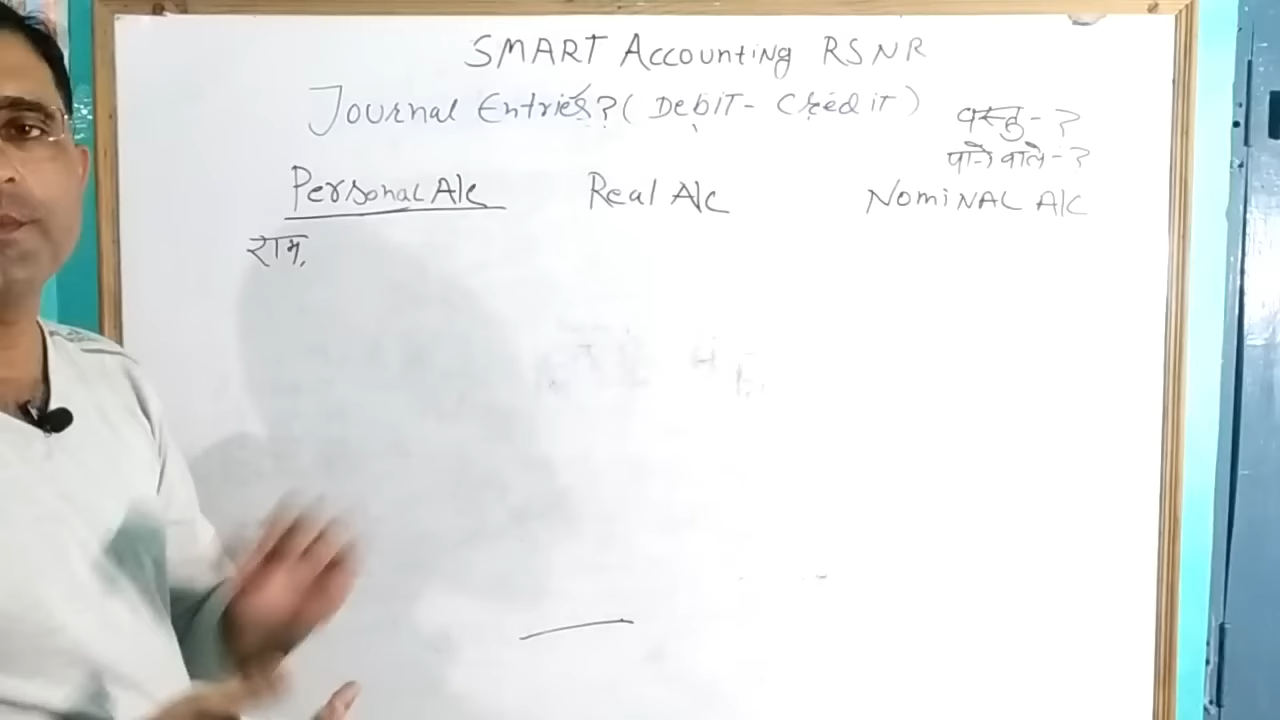 SMART Accounting RSNR
Journal Entries? (Debit - Credit)
वस्तु - ?
पाने वाले - ?
Personal A/c Real A/c Nominal A/c
राम,